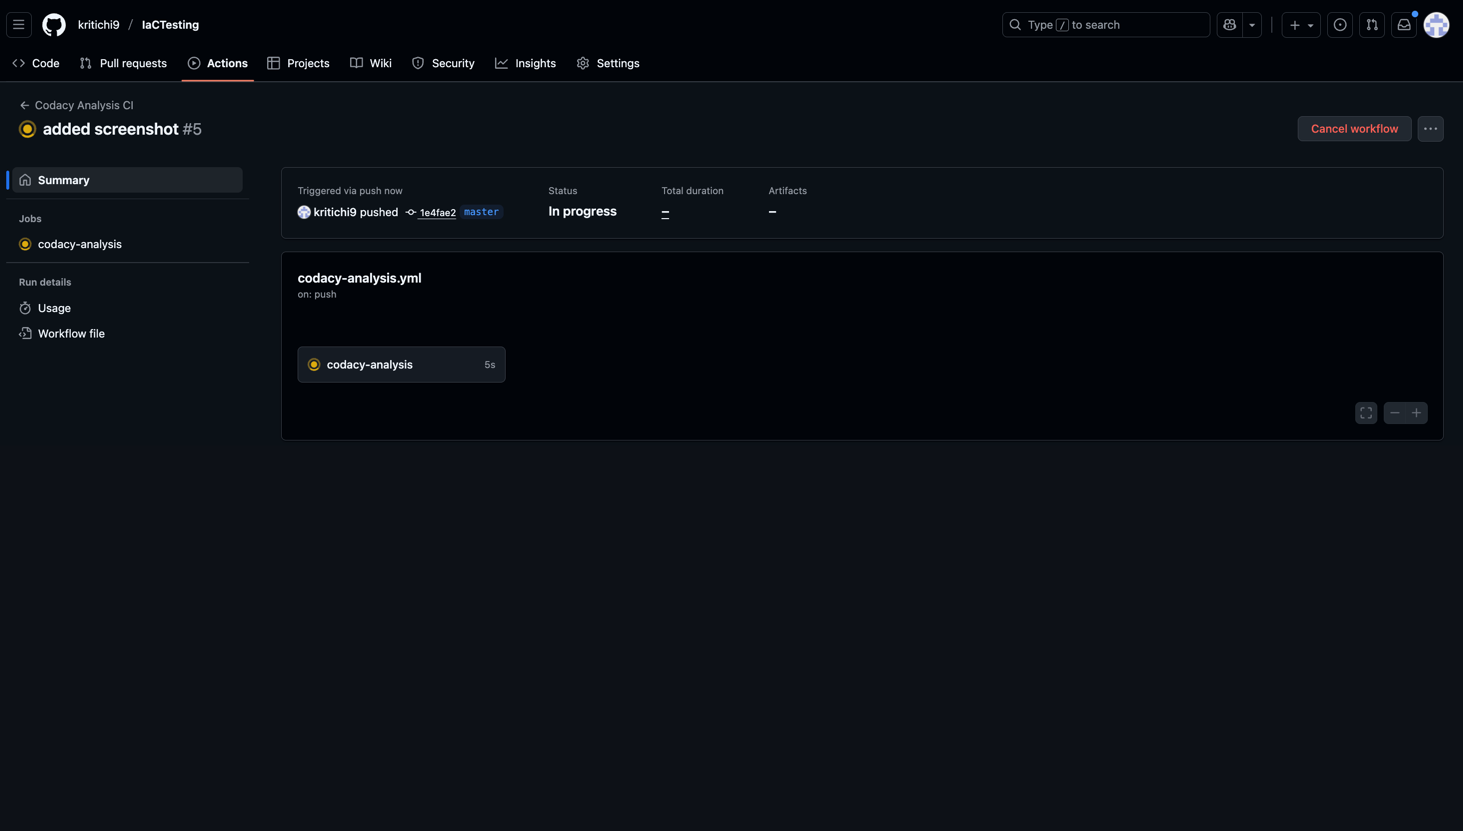 kritichi9 / IaCTesting
Type / to search
Code Pull requests Actions Projects Wiki Security Insights Settings
Codacy Analysis CI
added screenshot #5
Cancel workflow
Summary
Jobs
codacy-analysis
Run details
Usage
Workflow file
Triggered via push now
kritichi9 pushed 1e4fae2 master
Status
In progress
Total duration
–
Artifacts
–
codacy-analysis.yml
on: push
codacy-analysis 5s